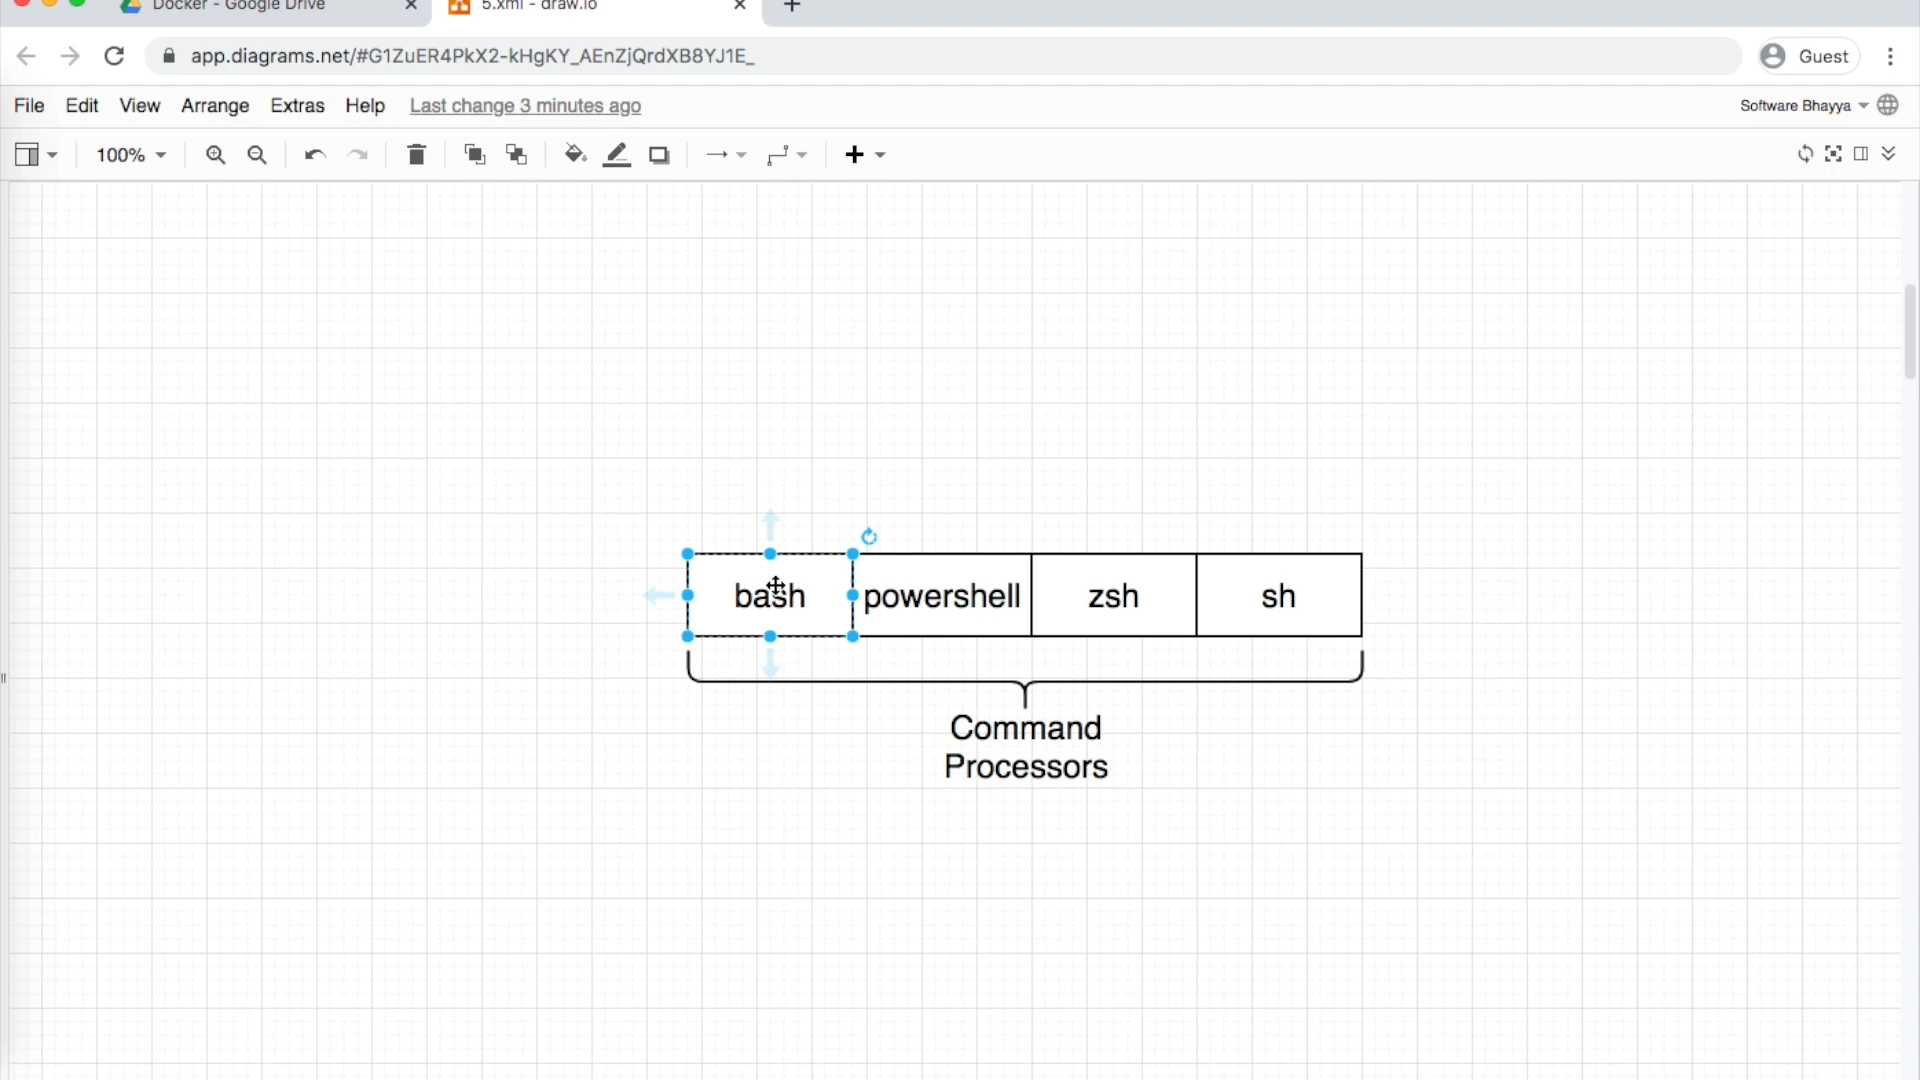 Docker - Google Drive
5.xml - draw.io
app.diagrams.net/#G1ZuER4PkX2-kHgKY_AEnZjQrdXB8YJ1E_
Guest
File Edit View Arrange Extras Help Last change 3 minutes ago
Software Bhayya
100%
bash powershell zsh sh
Command
Processors